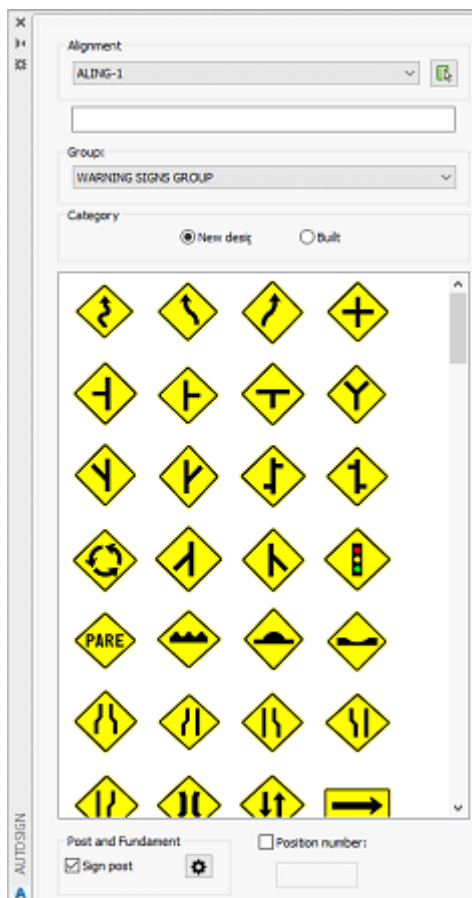 Alignment
ALING-1
Group:
WARNING SIGNS GROUP
Category
New desig
Built
PARE
Post and Fundament
Sign post
Position number:
AUTOSIGN